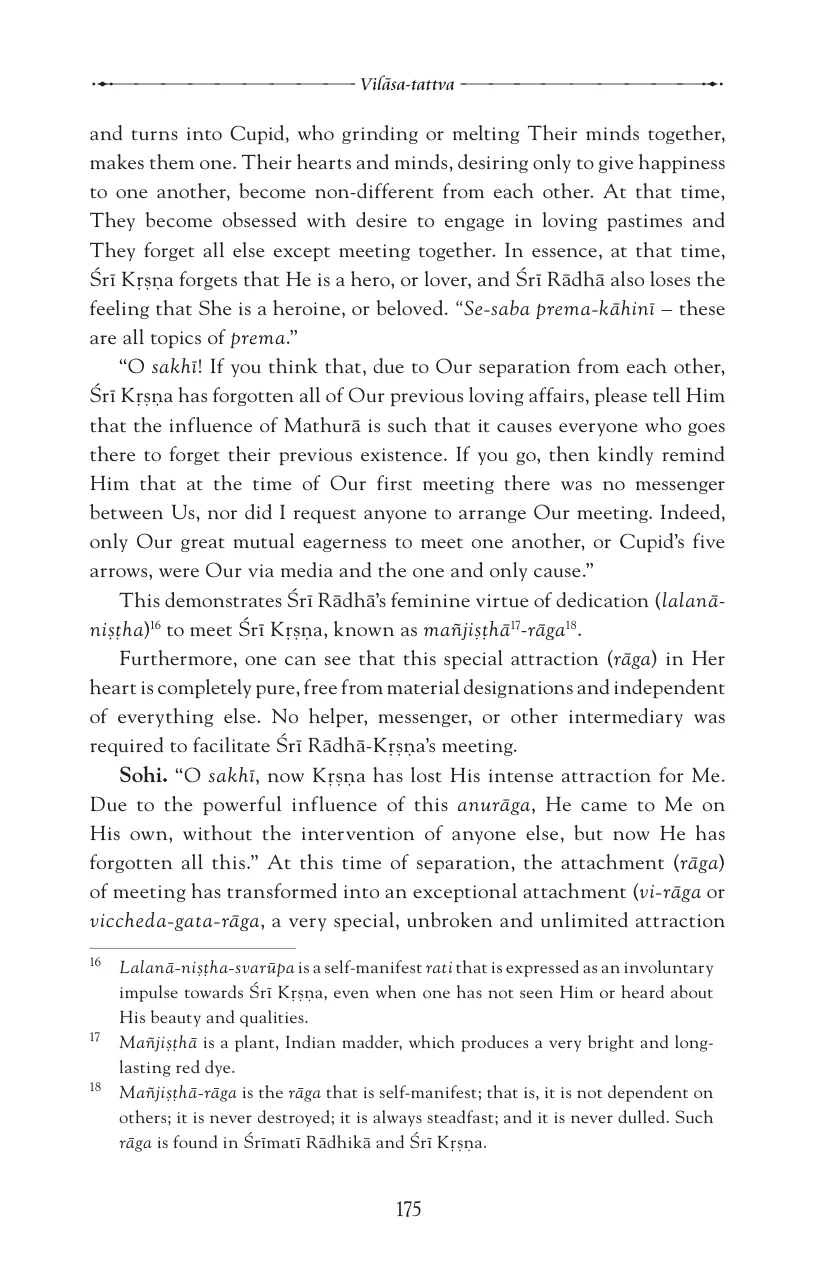 Vilāsa-tattva
and turns into Cupid, who grinding or melting Their minds together,
makes them one. Their hearts and minds, desiring only to give happiness
to one another, become non-different from each other. At that time,
They become obsessed with desire to engage in loving pastimes and
They forget all else except meeting together. In essence, at that time,
Śrī Kṛṣṇa forgets that He is a hero, or lover, and Śrī Rādhā also loses the
feeling that She is a heroine, or beloved. “Se-saba prema-kāhinī – these
are all topics of prema.”
“O sakhī! If you think that, due to Our separation from each other,
Śrī Kṛṣṇa has forgotten all of Our previous loving affairs, please tell Him
that the influence of Mathurā is such that it causes everyone who goes
there to forget their previous existence. If you go, then kindly remind
Him that at the time of Our first meeting there was no messenger
between Us, nor did I request anyone to arrange Our meeting. Indeed,
only Our great mutual eagerness to meet one another, or Cupid’s five
arrows, were Our via media and the one and only cause.”
This demonstrates Śrī Rādhā’s feminine virtue of dedication (lalanā-
niṣṭha)16 to meet Śrī Kṛṣṇa, known as mañjiṣṭhā17-rāga18.
Furthermore, one can see that this special attraction (rāga) in Her
heart is completely pure, free from material designations and independent
of everything else. No helper, messenger, or other intermediary was
required to facilitate Śrī Rādhā-Kṛṣṇa’s meeting.
Sohi. “O sakhī, now Kṛṣṇa has lost His intense attraction for Me.
Due to the powerful influence of this anurāga, He came to Me on
His own, without the intervention of anyone else, but now He has
forgotten all this.” At this time of separation, the attachment (rāga)
of meeting has transformed into an exceptional attachment (vi-rāga or
viccheda-gata-rāga, a very special, unbroken and unlimited attraction
16 Lalanā-niṣṭha-svarūpa is a self-manifest rati that is expressed as an involuntary
impulse towards Śrī Kṛṣṇa, even when one has not seen Him or heard about
His beauty and qualities.
17 Mañjiṣṭhā is a plant, Indian madder, which produces a very bright and long-
lasting red dye.
18 Mañjiṣṭhā-rāga is the rāga that is self-manifest; that is, it is not dependent on
others; it is never destroyed; it is always steadfast; and it is never dulled. Such
rāga is found in Śrīmatī Rādhikā and Śrī Kṛṣṇa.
175